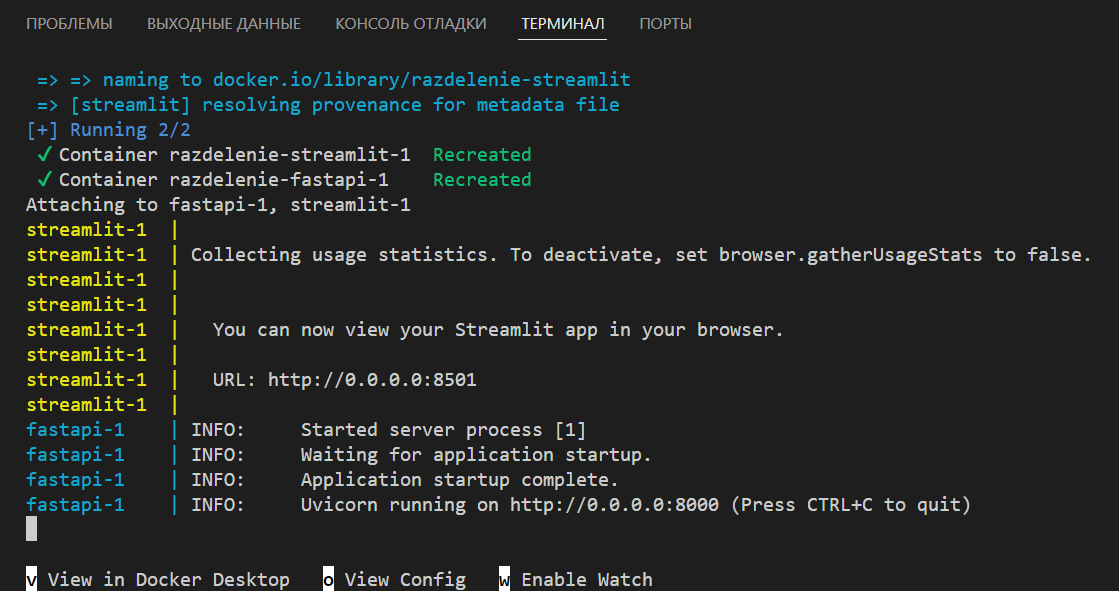 ПРОБЛЕМЫ ВЫХОДНЫЕ ДАННЫЕ КОНСОЛЬ ОТЛАДКИ ТЕРМИНАЛ ПОРТЫ
=> => naming to docker.io/library/razdelenie-streamlit
=> [streamlit] resolving provenance for metadata file
[+] Running 2/2
✓ Container razdelenie-streamlit-1 Recreated
✓ Container razdelenie-fastapi-1 Recreated
Attaching to fastapi-1, streamlit-1
streamlit-1 |
streamlit-1 | Collecting usage statistics. To deactivate, set browser.gatherUsageStats to false.
streamlit-1 |
streamlit-1 |
streamlit-1 | You can now view your Streamlit app in your browser.
streamlit-1 |
streamlit-1 | URL: http://0.0.0.0:8501
streamlit-1 |
fastapi-1 | INFO: Started server process [1]
fastapi-1 | INFO: Waiting for application startup.
fastapi-1 | INFO: Application startup complete.
fastapi-1 | INFO: Uvicorn running on http://0.0.0.0:8000 (Press CTRL+C to quit)
v View in Docker Desktop o View Config w Enable Watch